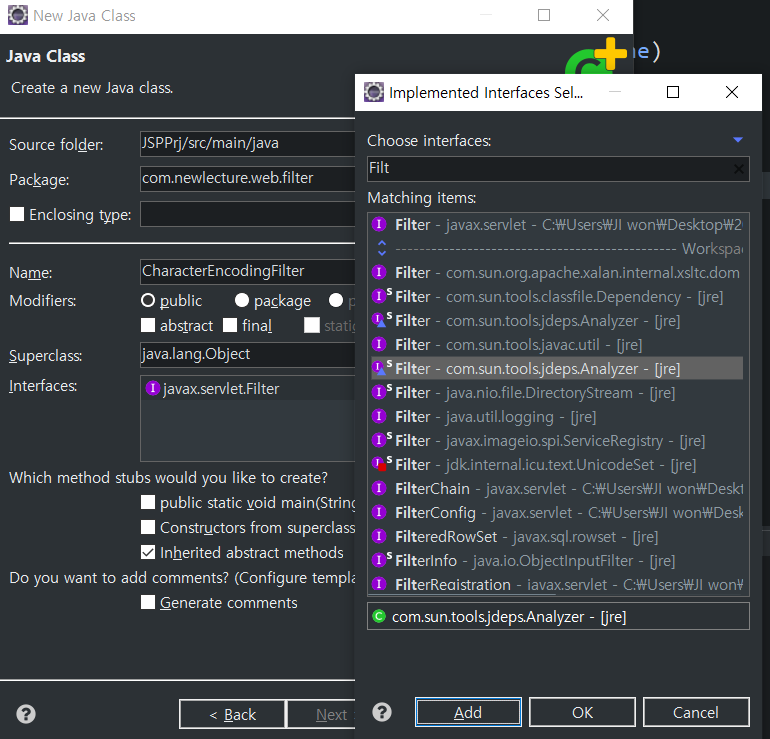 New Java Class
Java Class
Create a new Java class.
Source folder:
JSPPrj/src/main/java
Package:
com.newlecture.web.filter
Enclosing type:
Name:
CharacterEncodingFilter
Modifiers:
public
package
abstract
final
Superclass:
java.lang.Object
Interfaces:
javax.servlet.Filter
Which method stubs would you like to create?
public static void main(String
Constructors from superclass
Inherited abstract methods
Do you want to add comments? (Configure templa
Generate comments
< Back
Next
Implemented Interfaces Sel...
Choose interfaces:
Filt
Matching items:
Filter - javax.servlet - C:₩Users₩JI won₩Desktop₩2
Workspac
Filter - com.sun.org.apache.xalan.internal.xsltc.dom
Filter - com.sun.tools.classfile.Dependency - [jre]
Filter - com.sun.tools.jdeps.Analyzer - [jre]
Filter - com.sun.tools.javac.util - [jre]
Filter - com.sun.tools.jdeps.Analyzer - [jre]
Filter - java.nio.file.DirectoryStream - [jre]
Filter - java.util.logging - [jre]
Filter - javax.imageio.spi.ServiceRegistry - [jre]
Filter - jdk.internal.icu.text.UnicodeSet - [jre]
FilterChain - javax.servlet - C:₩Users₩JI won₩Deskt
FilterConfig - javax.servlet - C:₩Users₩JI won₩Desk
FilteredRowSet - javax.sql.rowset - [jre]
FilterInfo - java.io.ObjectInputFilter - [jre]
FilterRegistration - javax.servlet - C:₩Users₩JI won₩
com.sun.tools.jdeps.Analyzer - [jre]
Add
OK
Cancel